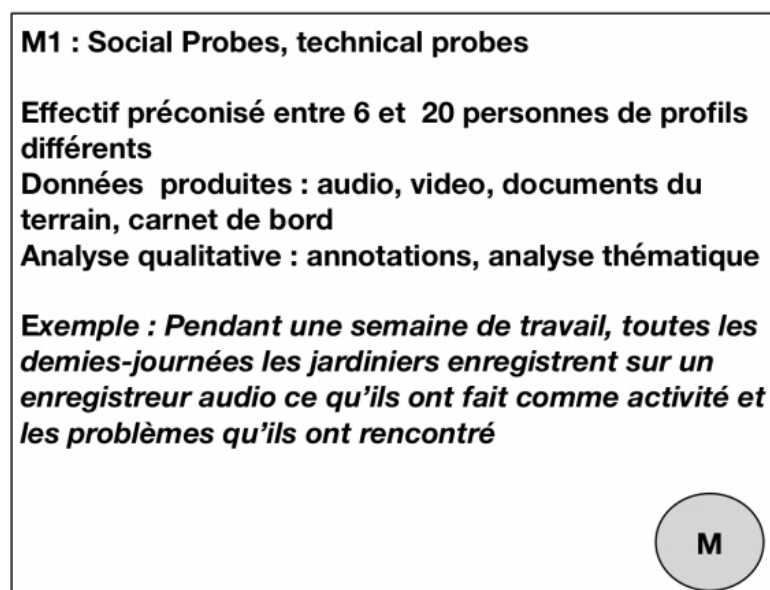 M1 : Social Probes, technical probes
Effectif préconisé entre 6 et 20 personnes de profils
différents
Données produites : audio, video, documents du
terrain, carnet de bord
Analyse qualitative : annotations, analyse thématique
Exemple : Pendant une semaine de travail, toutes les
demies-journées les jardiniers enregistrent sur un
enregistreur audio ce qu'ils ont fait comme activité et
les problèmes qu'ils ont rencontré
M